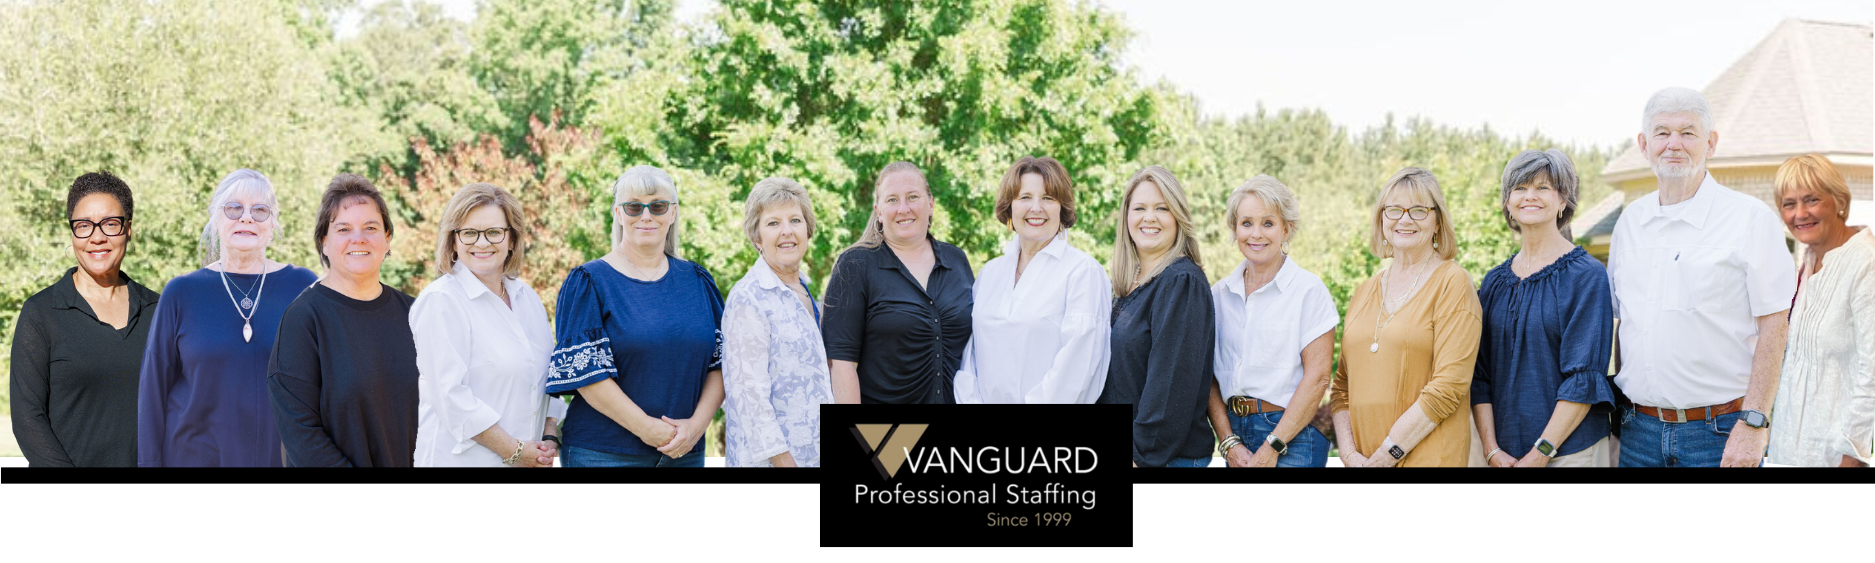 VANGUARD
Professional Staffing
Since 1999